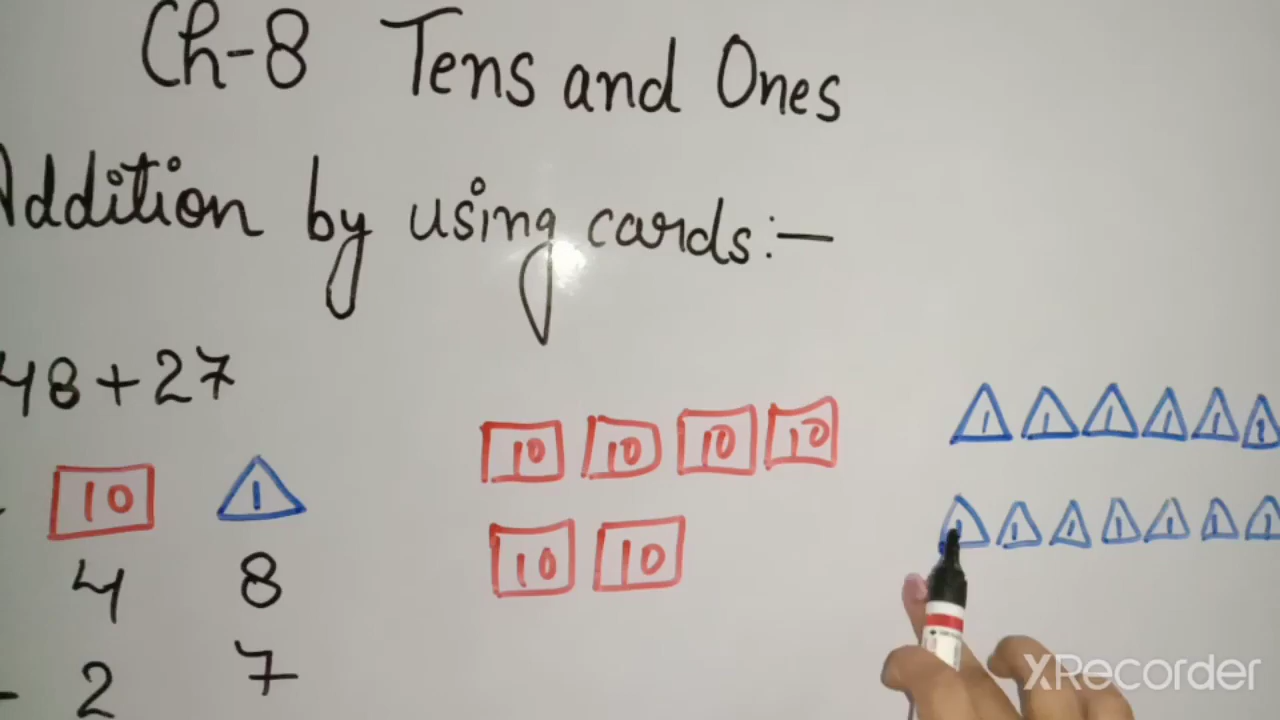 Ch-8 Tens and Ones
Addition by using cards:-
48+27
10 1
10 10 10 10
1 1 1 1 1 1
10 10
1 1 1 1 1 1 1
4 8
- 2 7
XRecorder